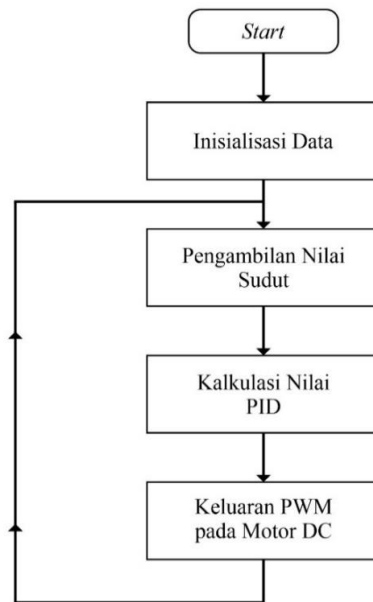 Start
Inisialisasi Data
Pengambilan Nilai
Sudut
Kalkulasi Nilai
PID
Keluaran PWM
pada Motor DC